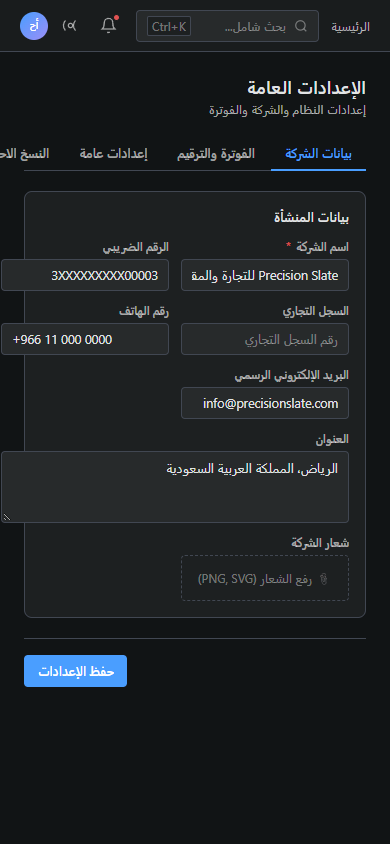 الرئيسية
بحث شامل...
Ctrl+K
أج
الإعدادات العامة
إعدادات النظام والشركة والفوترة
بيانات الشركة
الفوترة والترقيم
إعدادات عامة
النسخ الاح
بيانات المنشأة
اسم الشركة *
الرقم الضريبي
Precision Slate للتجارة والمق
3XXXXXXXXX00003
السجل التجاري
رقم الهاتف
رقم السجل التجاري
+966 11 000 0000
البريد الإلكتروني الرسمي
info@precisionslate.com
العنوان
الرياض، المملكة العربية السعودية
شعار الشركة
رفع الشعار (PNG, SVG)
حفظ الإعدادات